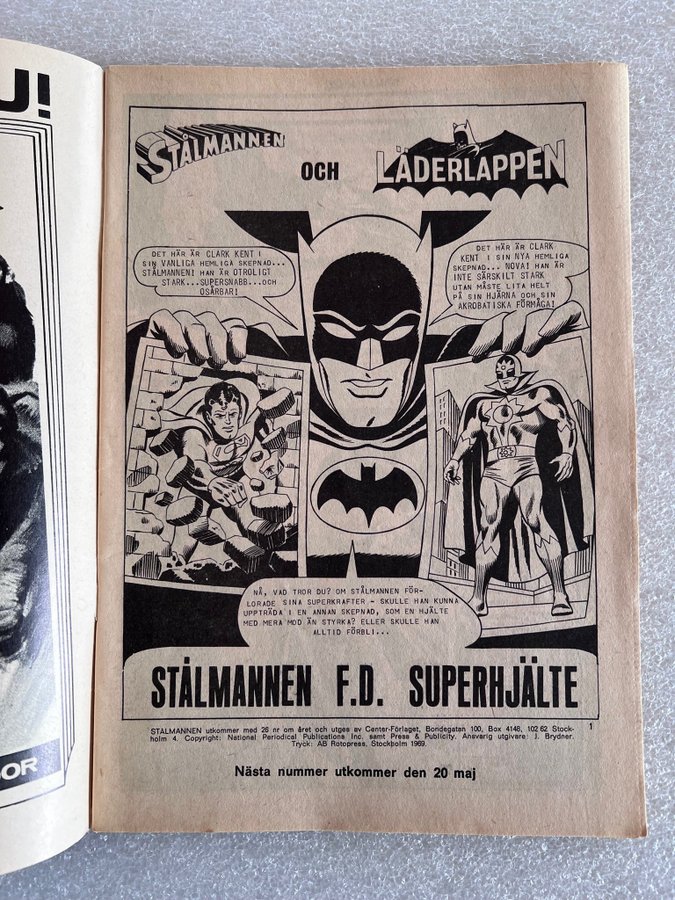 U!
STÅLMANNEN
OCH
LÄDERLAPPEN
DET HÄR ÄR CLARK KENT I
SIN VANLIGA HEMLIGA SKEPNAD...
STÅLMANNEN! HAN ÄR OTROLIGT
STARK...SUPERSNABB...OCH
OSÅRBAR!
DET HÄR ÄR CLARK
KENT I SIN NYA HEMLIGA
SKEPNAD... NOVA! HAN ÄR
INTE SÄRSKILT STARK
UTAN MÅSTE LITA HELT
PÅ SIN HJÄRNA OCH SIN
AKROBATISKA FÖRMÅGA!
NÅ, VAD TROR DU? OM STÅLMANNEN FÖR-
LORADE SINA SUPERKRAFTER - SKULLE HAN KUNNA
UPPTRÄDA I EN ANNAN SKEPNAD, SOM EN HJÄLTE
MED MERA MOD ÄN STYRKA? ELLER SKULLE HAN
ALLTID FÖRBLI...
STÅLMANNEN F.D. SUPERHJÄLTE
1
STÅLMANNEN utkommer med 26 nr om året och utges av Center-Förlaget, Bondegatan 100, Box 4148, 102 62 Stock-
holm 4. Copyright: National Periodical Publications Inc. samt Press & Publicity. Ansvarig utgivare: J. Brydner.
Tryck: AB Rotopress, Stockholm 1969.
Nästa nummer utkommer den 20 maj
SOR